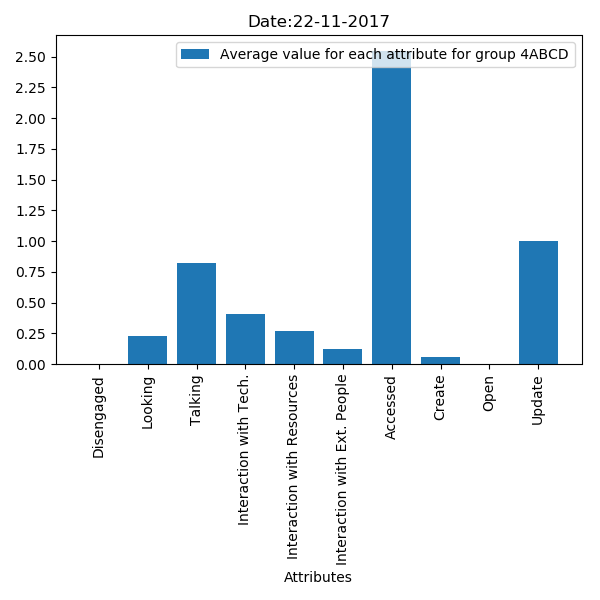 Date:22-11-2017
Average value for each attribute for group 4ABCD
2.50
2.25
2.00
1.75
1.50
1.25
1.00
0.75
0.50
0.25
0.00
Disengaged
Looking
Talking
Interaction with Tech.
Interaction with Resources
Interaction with Ext. People
Accessed
Create
Open
Update
Attributes